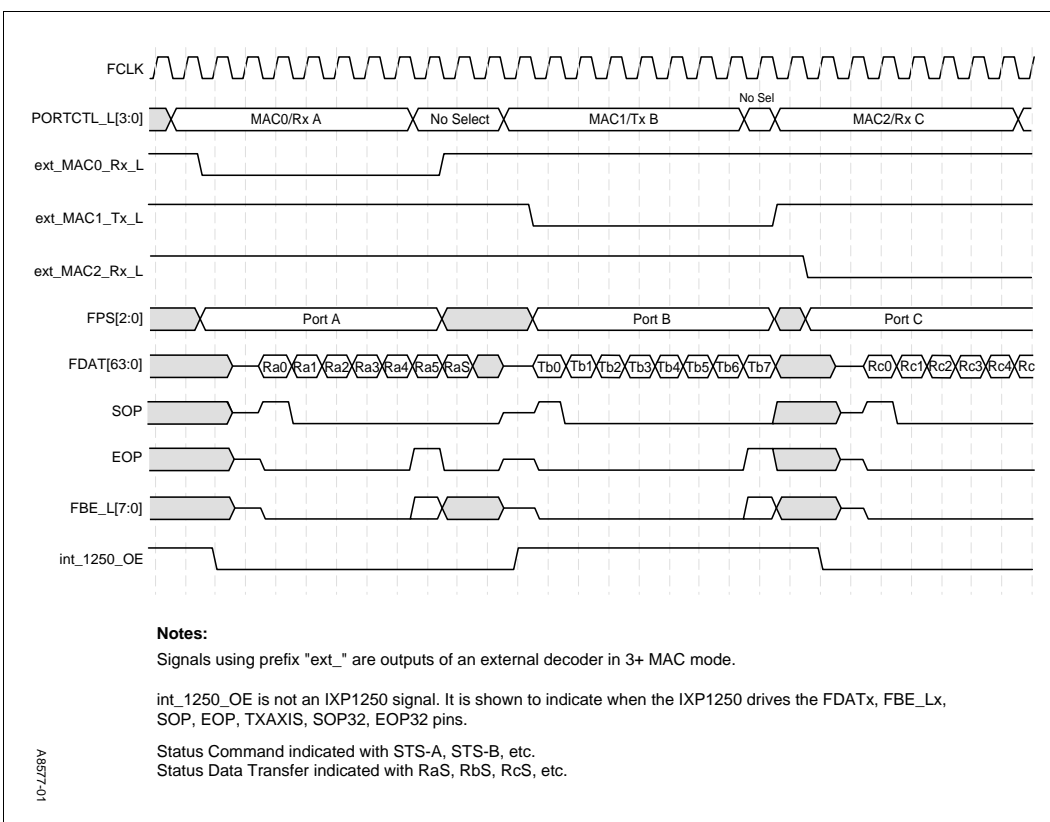 FCLK
No Sel
PORTCTL_L[3:0] MAC0/Rx A No Select MAC1/Tx B MAC2/Rx C
ext_MAC0_Rx_L
ext_MAC1_Tx_L
ext_MAC2_Rx_L
FPS[2:0] Port A Port B Port C
FDAT[63:0] Ra0 Ra1 Ra2 Ra3 Ra4 Ra5 RaS Tb0 Tb1 Tb2 Tb3 Tb4 Tb5 Tb6 Tb7 Rc0 Rc1 Rc2 Rc3 Rc4 Rc
SOP
EOP
FBE_L[7:0]
int_1250_OE
Notes:
Signals using prefix "ext_" are outputs of an external decoder in 3+ MAC mode.
int_1250_OE is not an IXP1250 signal. It is shown to indicate when the IXP1250 drives the FDATx, FBE_Lx,
SOP, EOP, TXAXIS, SOP32, EOP32 pins.
Status Command indicated with STS-A, STS-B, etc.
Status Data Transfer indicated with RaS, RbS, RcS, etc.
A8577-01